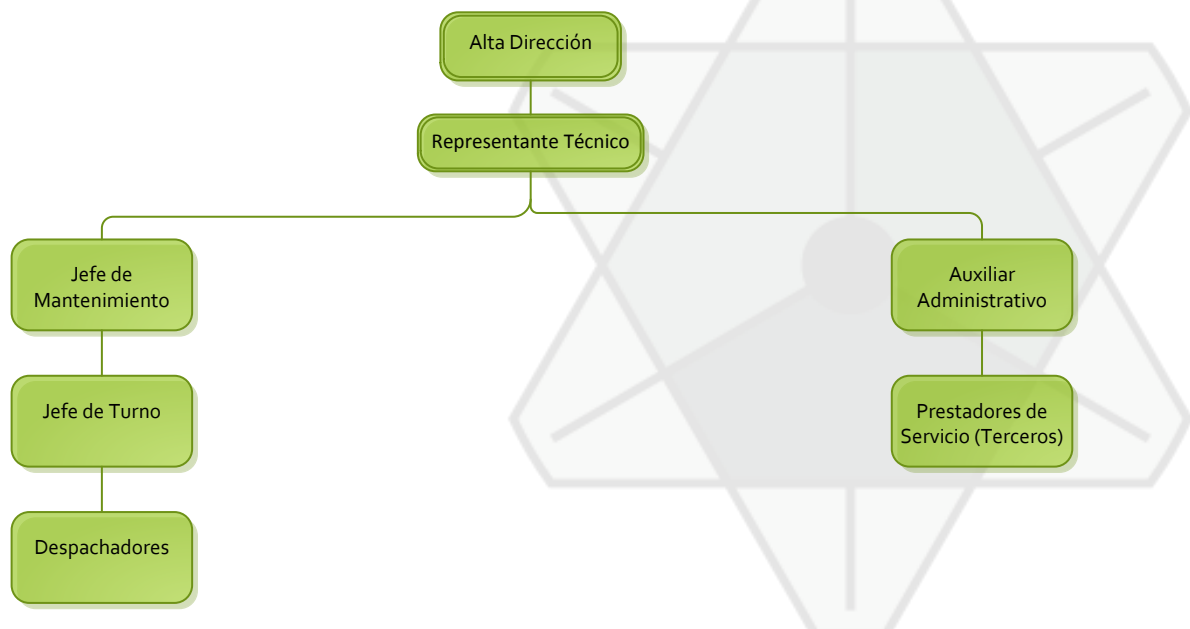 Alta Dirección
Representante Técnico
Jefe de
Mantenimiento
Auxiliar
Administrativo
Jefe de Turno
Prestadores de
Servicio (Terceros)
Despachadores